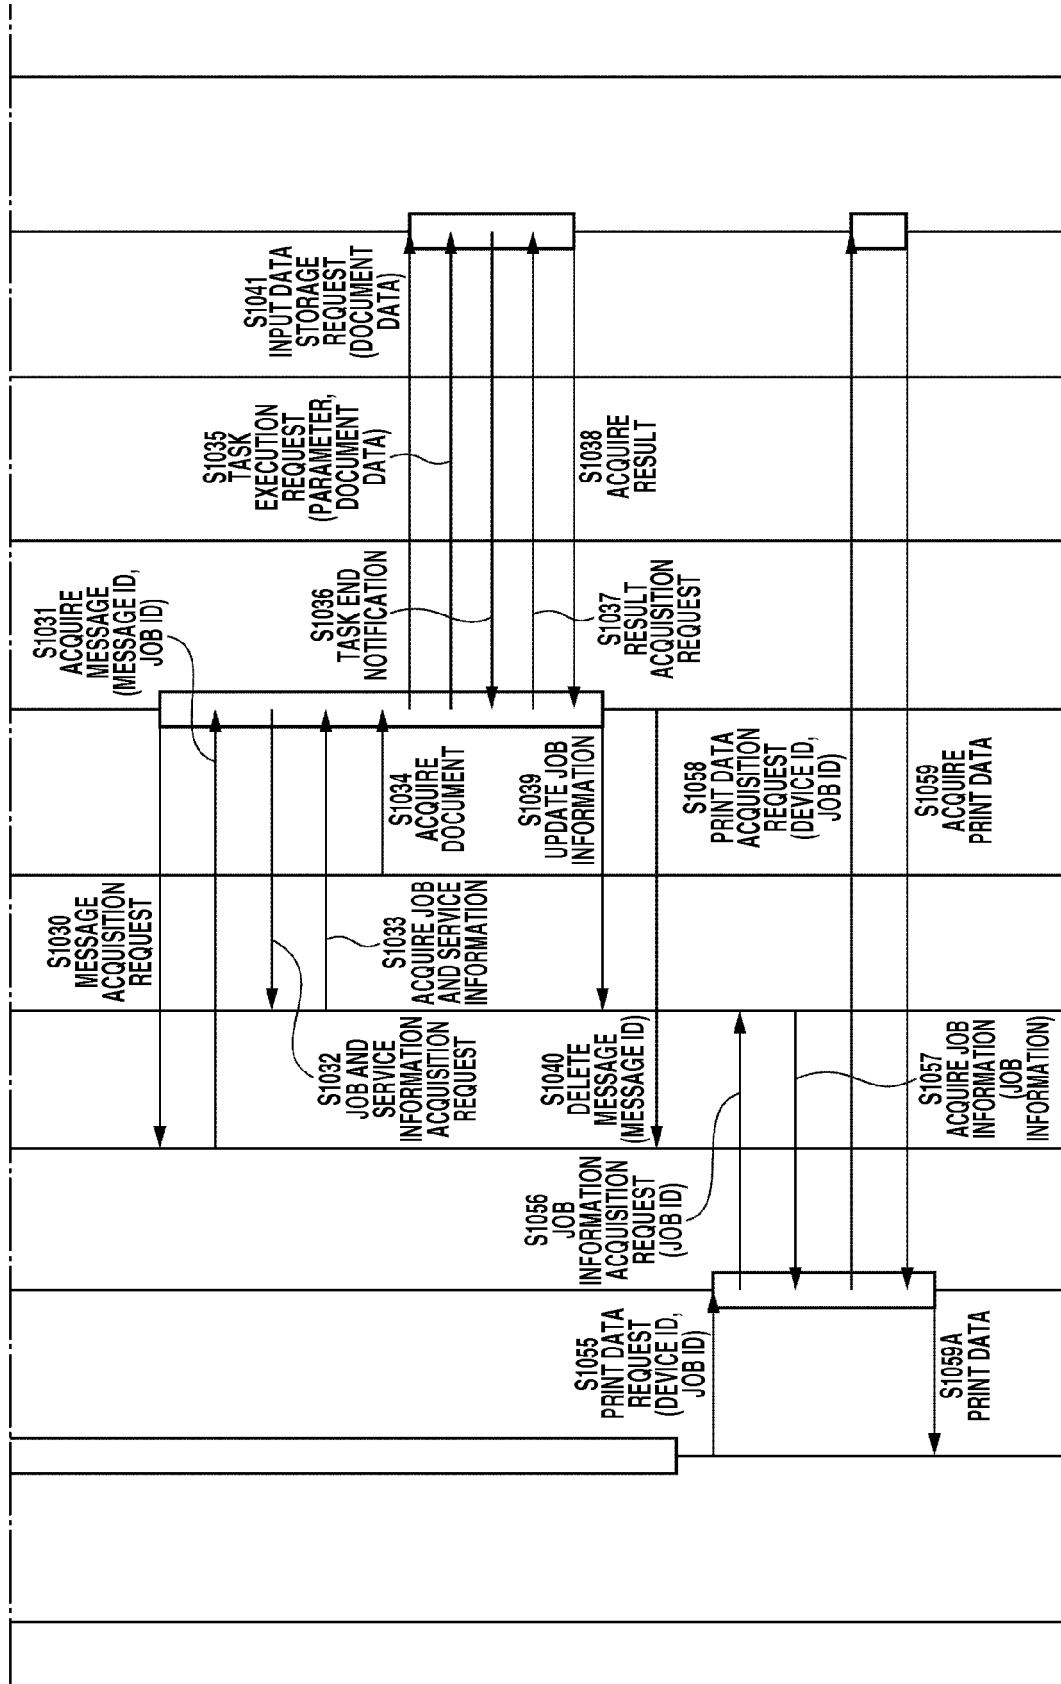 S1030
MESSAGE
ACQUISITION
REQUEST
S1031
ACQUIRE
MESSAGE
(MESSAGE ID,
JOB ID)
S1032
JOB AND
SERVICE
INFORMATION
ACQUISITION
REQUEST
S1033
ACQUIRE JOB
AND SERVICE
INFORMATION
S1034
ACQUIRE
DOCUMENT
S1041
INPUT DATA
STORAGE
REQUEST
(DOCUMENT
DATA)
S1035
TASK
EXECUTION
REQUEST
(PARAMETER,
DOCUMENT
DATA)
S1036
TASK END
NOTIFICATION
S1037
RESULT
ACQUISITION
REQUEST
S1038
ACQUIRE
RESULT
S1039
UPDATE JOB
INFORMATION
S1040
DELETE
MESSAGE
(MESSAGE ID)
S1055
PRINT DATA
REQUEST
(DEVICE ID,
JOB ID)
S1056
JOB
INFORMATION
ACQUISITION
REQUEST
(JOB ID)
S1057
ACQUIRE JOB
INFORMATION
(JOB
INFORMATION)
S1058
PRINT DATA
ACQUISITION
REQUEST
(DEVICE ID,
JOB ID)
S1059
ACQUIRE
PRINT DATA
S1059A
PRINT DATA